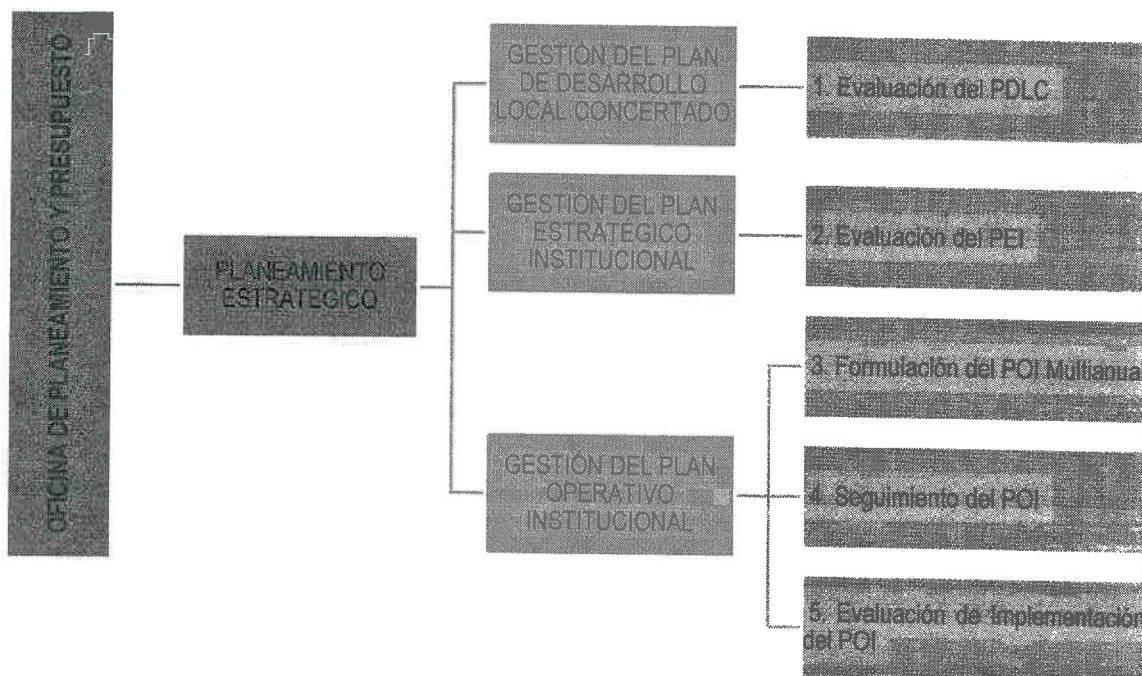 OFICINA DE PLANEAMIENTO Y PRESUPUESTO
PLANEAMIENTO
ESTRATEGICO
GESTIÓN DEL PLAN
DE DESARROLLO
LOCAL CONCERTADO
1. Evaluación del PDLC
GESTIÓN DEL PLAN
ESTRATEGICO
INSTITUCIONAL
2. Evaluación del PEI
GESTIÓN DEL PLAN
OPERATIVO
INSTITUCIONAL
3. Formulación del POI Multianua
4. Seguimiento del POI
5. Evaluación de Implementación
del POI